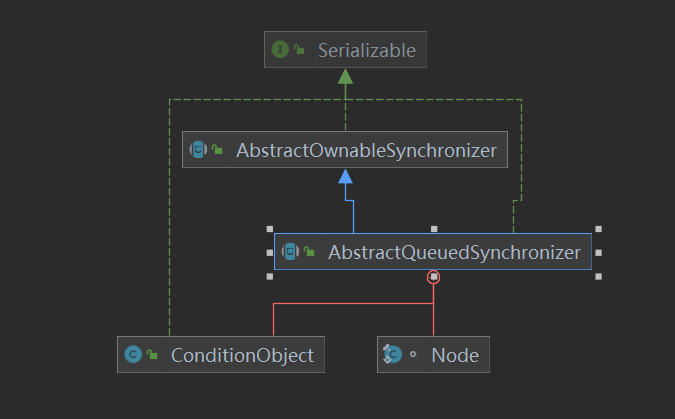 Serializable
AbstractOwnableSynchronizer
AbstractQueuedSynchronizer
ConditionObject
Node